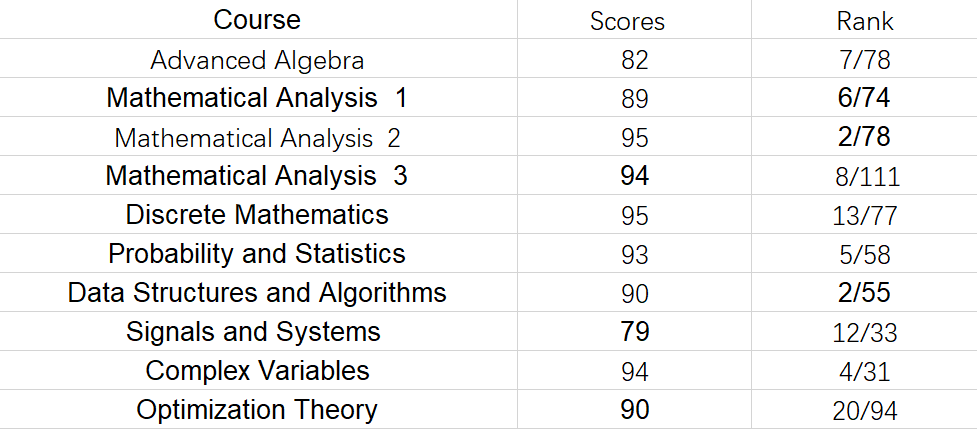 Course Scores Rank
Advanced Algebra 82 7/78
Mathematical Analysis 1 89 6/74
Mathematical Analysis 2 95 2/78
Mathematical Analysis 3 94 8/111
Discrete Mathematics 95 13/77
Probability and Statistics 93 5/58
Data Structures and Algorithms 90 2/55
Signals and Systems 79 12/33
Complex Variables 94 4/31
Optimization Theory 90 20/94